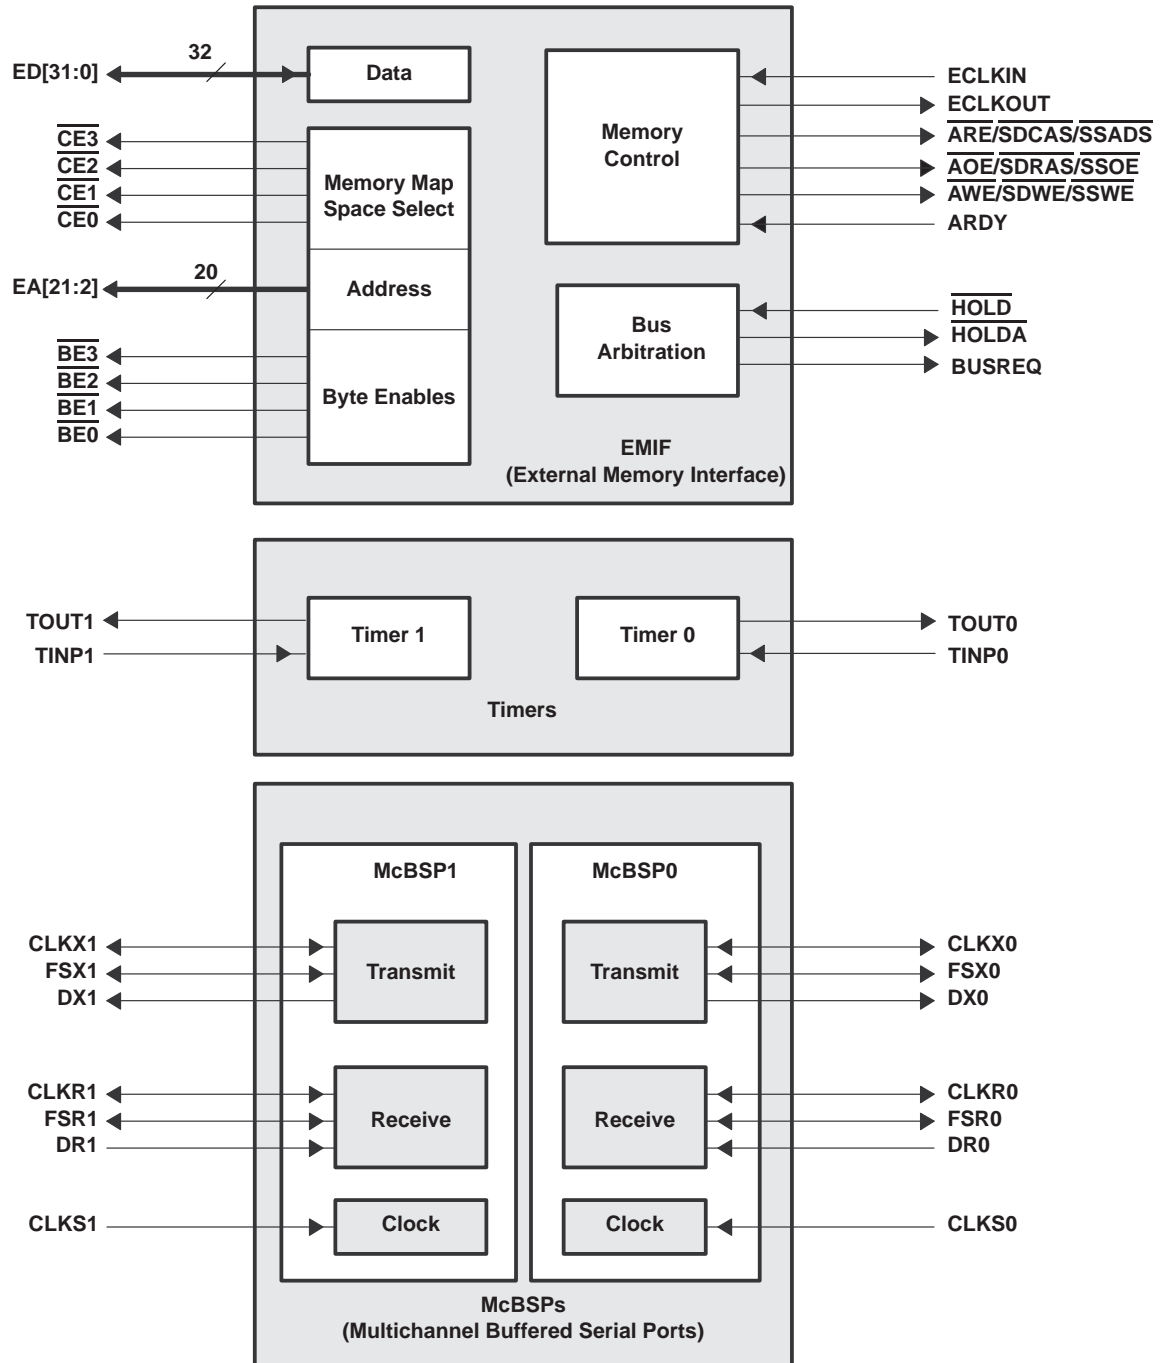 32
ED[31:0]
Data
CE3
CE2
CE1
CE0
Memory Map
Space Select
20
EA[21:2]
Address
BE3
BE2
BE1
BE0
Byte Enables
Memory
Control
ECLKIN
ECLKOUT
ARE/SDCAS/SSADS
AOE/SDRAS/SSOE
AWE/SDWE/SSWE
ARDY
Bus
Arbitration
HOLD
HOLDA
BUSREQ
EMIF
(External Memory Interface)
TOUT1
TINP1
Timer 1
Timer 0
TOUT0
TINP0
Timers
McBSP1
McBSP0
CLKX1
FSX1
DX1
Transmit
Transmit
CLKX0
FSX0
DX0
CLKR1
FSR1
DR1
Receive
Receive
CLKR0
FSR0
DR0
CLKS1
Clock
Clock
CLKS0
McBSPs
(Multichannel Buffered Serial Ports)